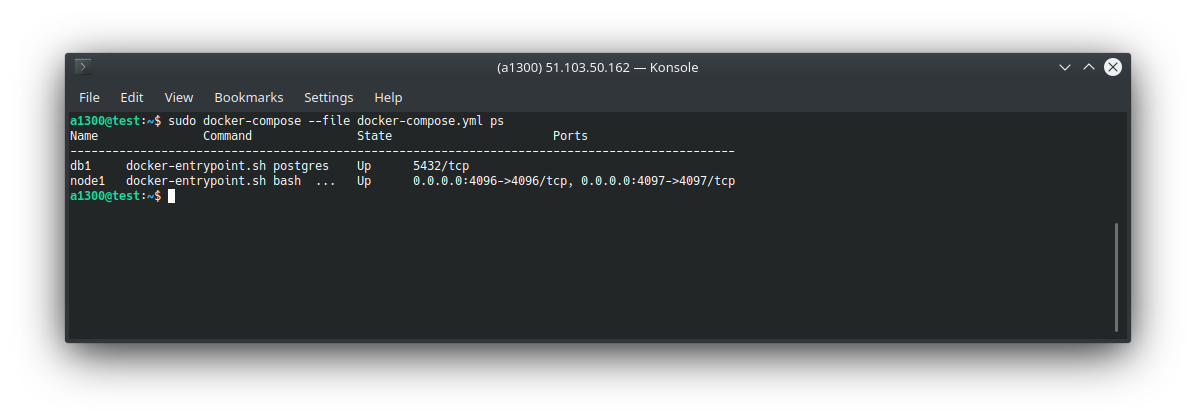 (a1300) 51.103.50.162 — Konsole
File Edit View Bookmarks Settings Help
a1300@test:~$ sudo docker-compose --file docker-compose.yml ps
Name Command State Ports
-----------------------------------------------------------------------------------------------
db1 docker-entrypoint.sh postgres Up 5432/tcp
node1 docker-entrypoint.sh bash ... Up 0.0.0.0:4096->4096/tcp, 0.0.0.0:4097->4097/tcp
a1300@test:~$